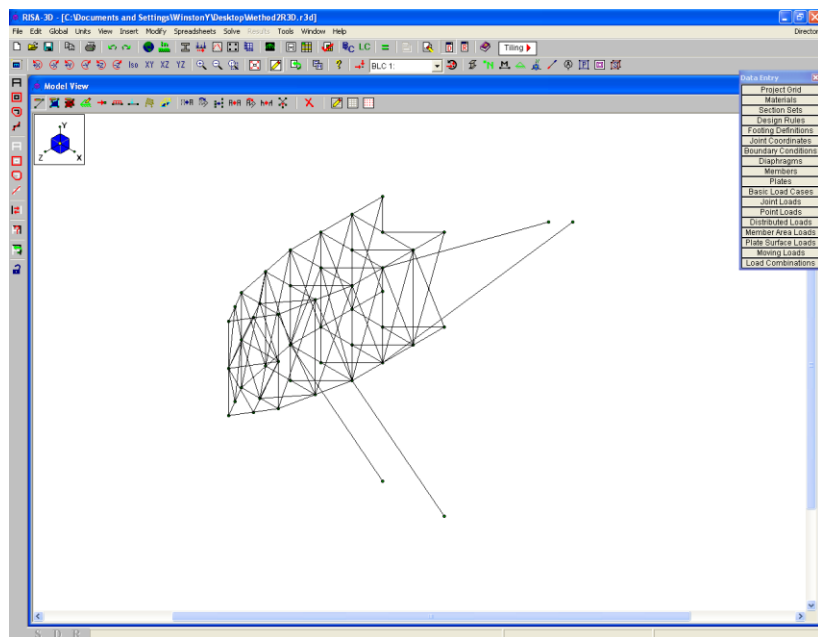 RISA-3D - [C:\Documents and Settings\WinstonY\Desktop\Method2R3D.r3d]
File Edit Global Units View Insert Modify Spreadsheets Solve Results Tools Window Help Director
LC Tiling
Iso XY XZ YZ BLC 1:
Model View
Y
Z X
Data Entry
Project Grid
Materials
Section Sets
Design Rules
Footing Definitions
Joint Coordinates
Boundary Conditions
Diaphragms
Members
Plates
Basic Load Cases
Joint Loads
Point Loads
Distributed Loads
Member Area Loads
Plate Surface Loads
Moving Loads
Load Combinations
S D R